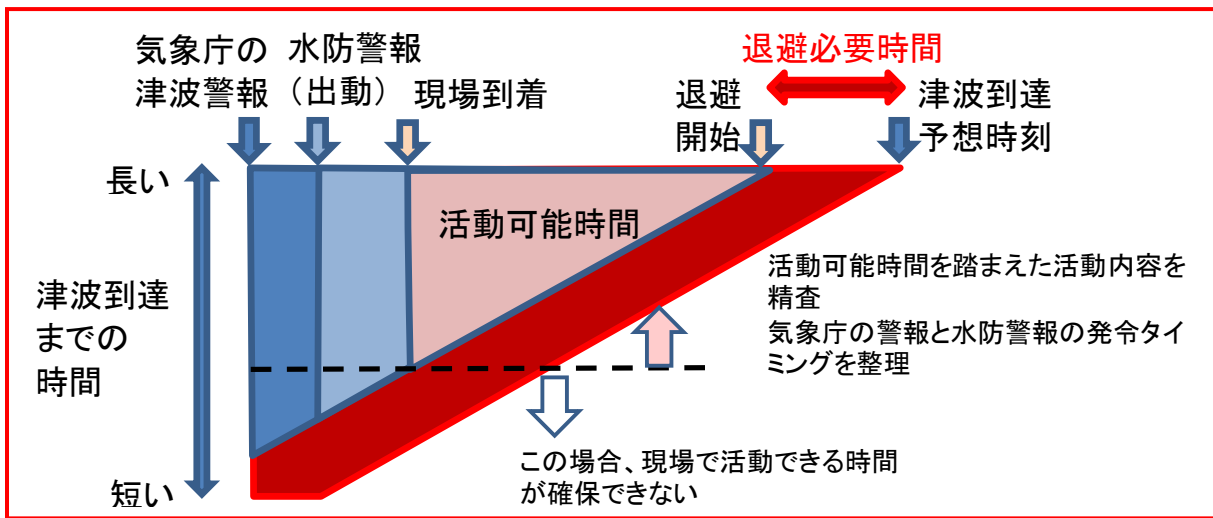 気象庁の
津波警報
水防警報
（出動）
現場到着
退避
開始
退避必要時間
津波到達
予想時刻
長い
活動可能時間
津波到達
までの
時間
活動可能時間を踏まえた活動内容を
精査
気象庁の警報と水防警報の発令タイ
ミングを整理
この場合、現場で活動できる時間
が確保できない
短い